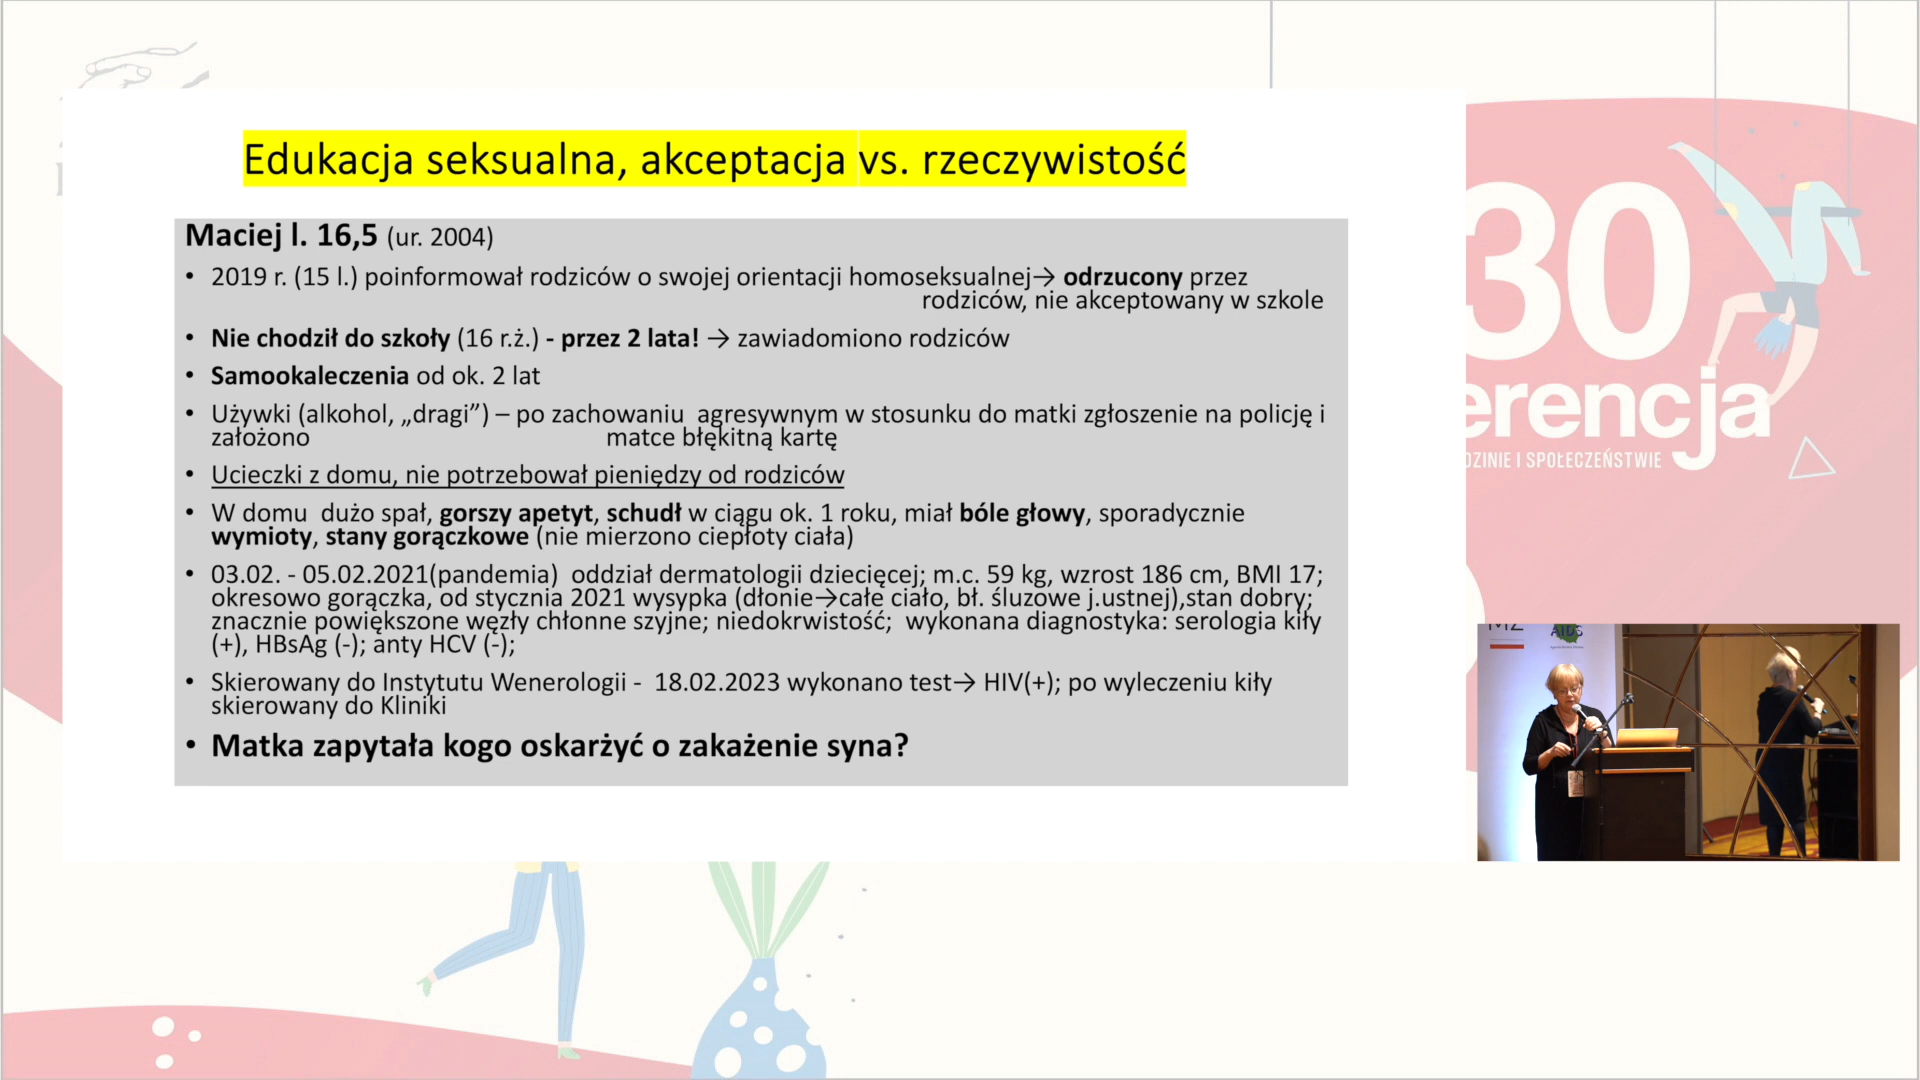 Edukacja seksualna, akceptacja vs. rzeczywistość
Maciej l. 16,5 (ur. 2004)
• 2019 r. (15 l.) poinformował rodziców o swojej orientacji homoseksualnej→ odrzucony przez
rodziców, nie akceptowany w szkole
• Nie chodził do szkoły (16 r.ż.) - przez 2 lata! → zawiadomiono rodziców
• Samookaleczenia od ok. 2 lat
• Używki (alkohol, „dragi”) – po zachowaniu agresywnym w stosunku do matki zgłoszenie na policję i
założono matce błękitną kartę
• Ucieczki z domu, nie potrzebował pieniędzy od rodziców
• W domu dużo spał, gorszy apetyt, schudł w ciągu ok. 1 roku, miał bóle głowy, sporadycznie
wymioty, stany gorączkowe (nie mierzono ciepłoty ciała)
• 03.02. - 05.02.2021(pandemia) oddział dermatologii dziecięcej; m.c. 59 kg, wzrost 186 cm, BMI 17;
okresowo gorączka, od stycznia 2021 wysypka (dłonie→całe ciało, bł. śluzowe j.ustnej),stan dobry;
znacznie powiększone węzły chłonne szyjne; niedokrwistość; wykonana diagnostyka: serologia kiły
(+), HBsAg (-); anty HCV (-);
• Skierowany do Instytutu Wenerologii - 18.02.2023 wykonano test→ HIV(+); po wyleczeniu kiły
skierowany do Kliniki
• Matka zapytała kogo oskarżyć o zakażenie syna?
30
erencja
DZINIE I SPOŁECZEŃSTWIE
MZ
AIDS